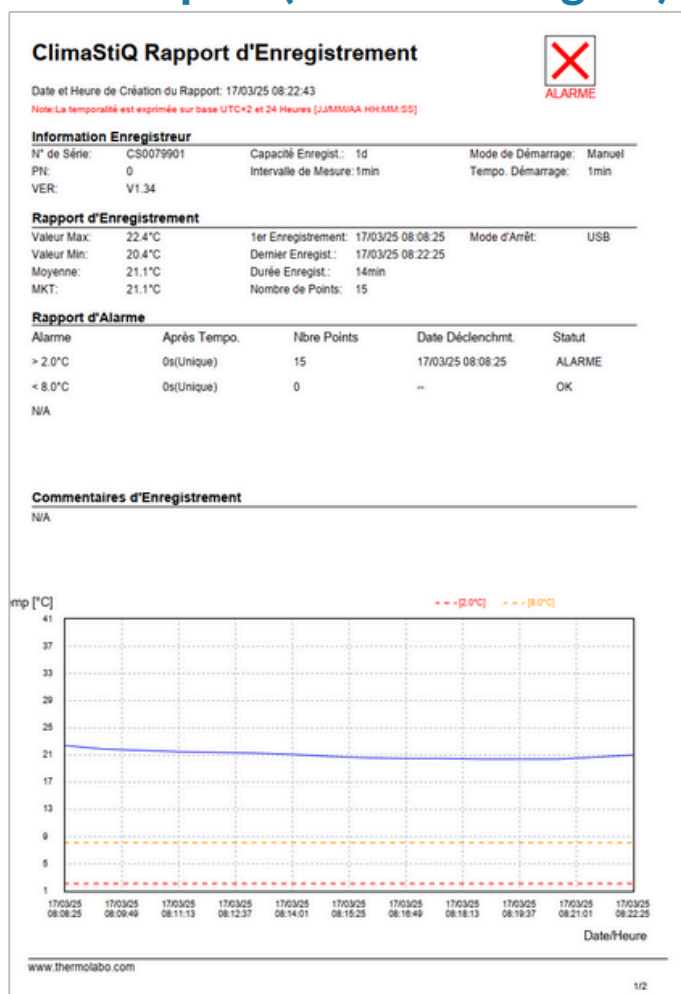 ClimaStiQ Rapport d'Enregistrement
ALARME
Date et Heure de Création du Rapport: 17/03/25 08:22:43
Note:La temporalité est exprimée sur base UTC+2 et 24 Heures [JJ/MM/AA HH:MM:SS]
Information Enregistreur
N° de Série: CS0079901 Capacité Enregist.: 1d Mode de Démarrage: Manuel
PN: 0 Intervalle de Mesure: 1min Tempo. Démarrage: 1min
VER: V1.34
Rapport d'Enregistrement
Valeur Max: 22.4°C 1er Enregistrement: 17/03/25 08:08:25 Mode d'Arrêt: USB
Valeur Min: 20.4°C Dernier Enregist.: 17/03/25 08:22:25
Moyenne: 21.1°C Durée Enregist.: 14min
MKT: 21.1°C Nombre de Points: 15
Rapport d'Alarme
Alarme Après Tempo. Nbre Points Date Déclenchmt. Statut
> 2.0°C 0s(Unique) 15 17/03/25 08:08:25 ALARME
< 8.0°C 0s(Unique) 0 -- OK
N/A
Commentaires d'Enregistrement
N/A
mp [°C] [2.0°C] [8.0°C]
41
37
33
29
25
21
17
13
9
5
1
17/03/25 17/03/25 17/03/25 17/03/25 17/03/25 17/03/25 17/03/25 17/03/25 17/03/25 17/03/25 17/03/25
08:08:25 08:09:49 08:11:13 08:12:37 08:14:01 08:15:25 08:16:49 08:18:13 08:19:37 08:21:01 08:22:25
Date/Heure
www.thermolabo.com
1/2